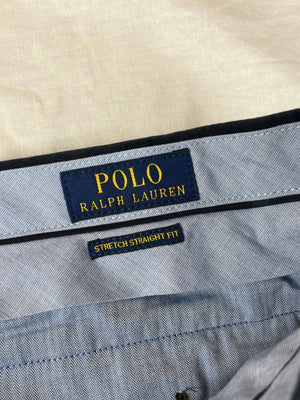 POLO
RALPH LAUREN
STRETCH STRAIGHT FIT